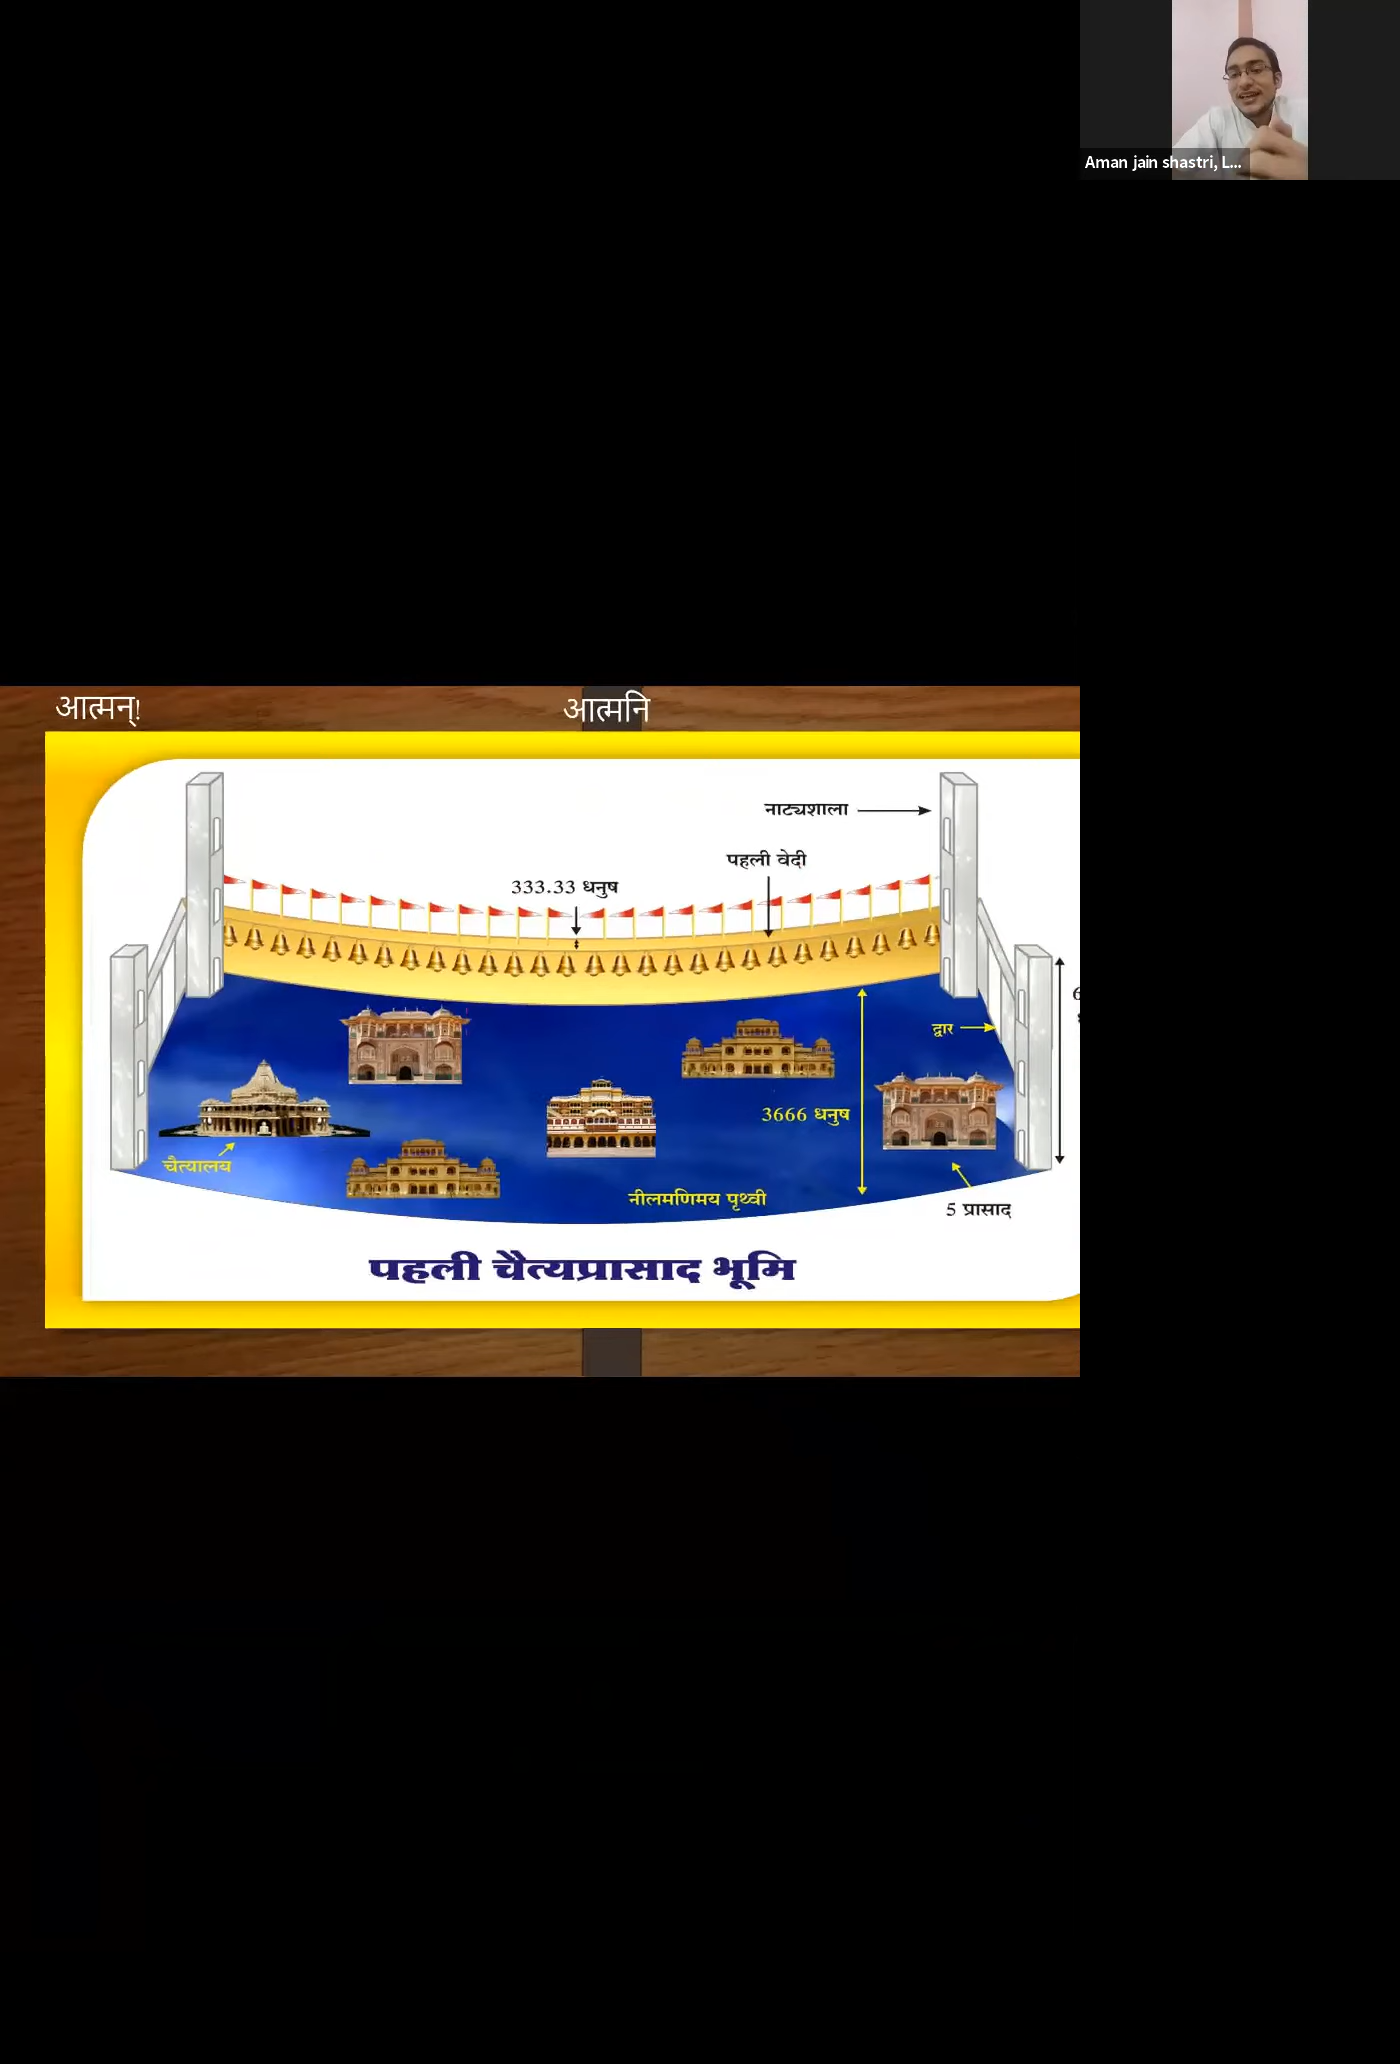 Aman jain shastri, L...
आत्मन्!
आत्मनि
नाट्यशाला
पहली वेदी
333.33 धनुष
द्वार
3666 धनुष
चैत्यालय
नीलमणिमय पृथ्वी
5 प्रासाद
पहली चैत्यप्रासाद भूमि